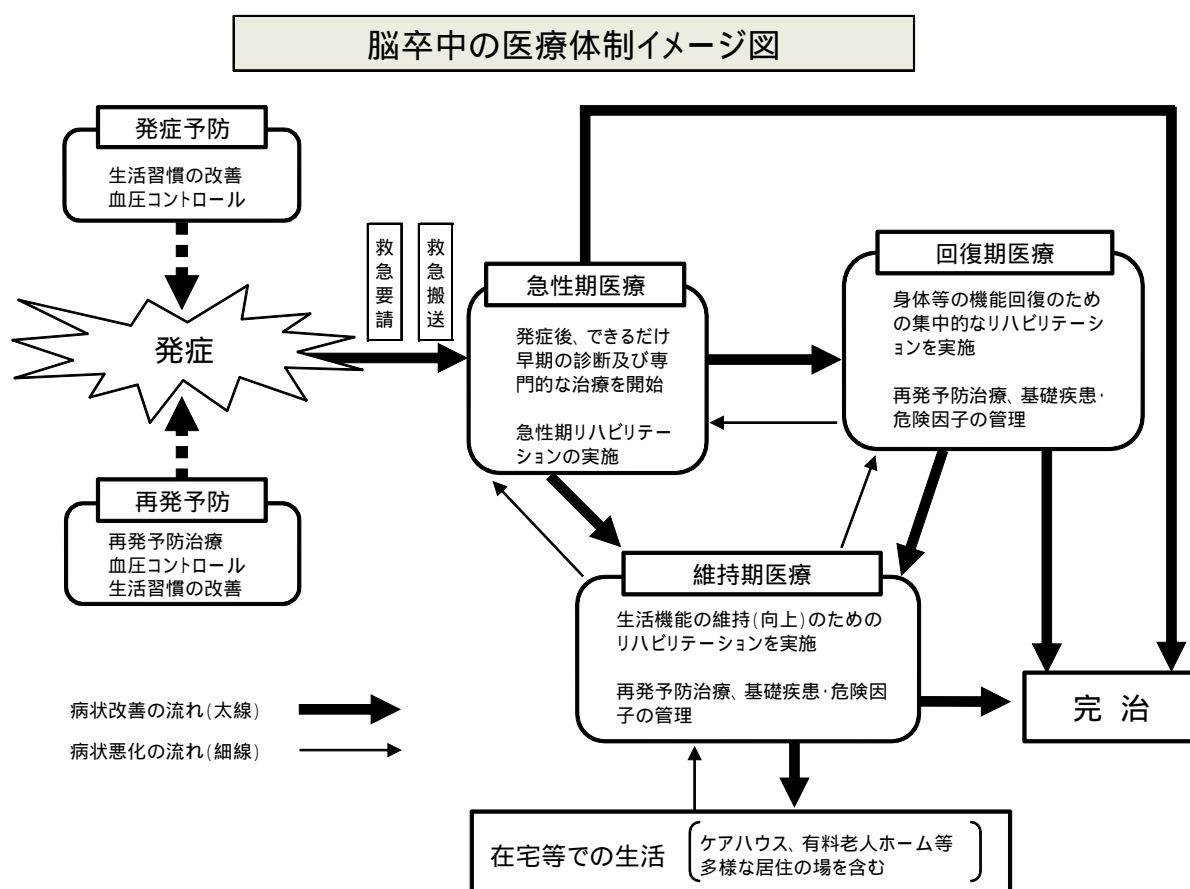 脳卒中の医療体制イメージ図
発症予防
生活習慣の改善
血圧コントロール
救急要請
救急搬送
発症
急性期医療
発症後、できるだけ
早期の診断及び専
門的な治療を開始
急性期リハビリテー
ションの実施
回復期医療
身体等の機能回復のため
の集中的なリハビリテーシ
ョンを実施
再発予防治療、基礎疾患・
危険因子の管理
再発予防
再発予防治療
血圧コントロール
生活習慣の改善
維持期医療
生活機能の維持(向上)のための
リハビリテーションを実施
再発予防治療、基礎疾患・危険因
子の管理
完 治
病状改善の流れ(太線)
病状悪化の流れ(細線)
在宅等での生活
ケアハウス、有料老人ホーム等
多様な居住の場を含む